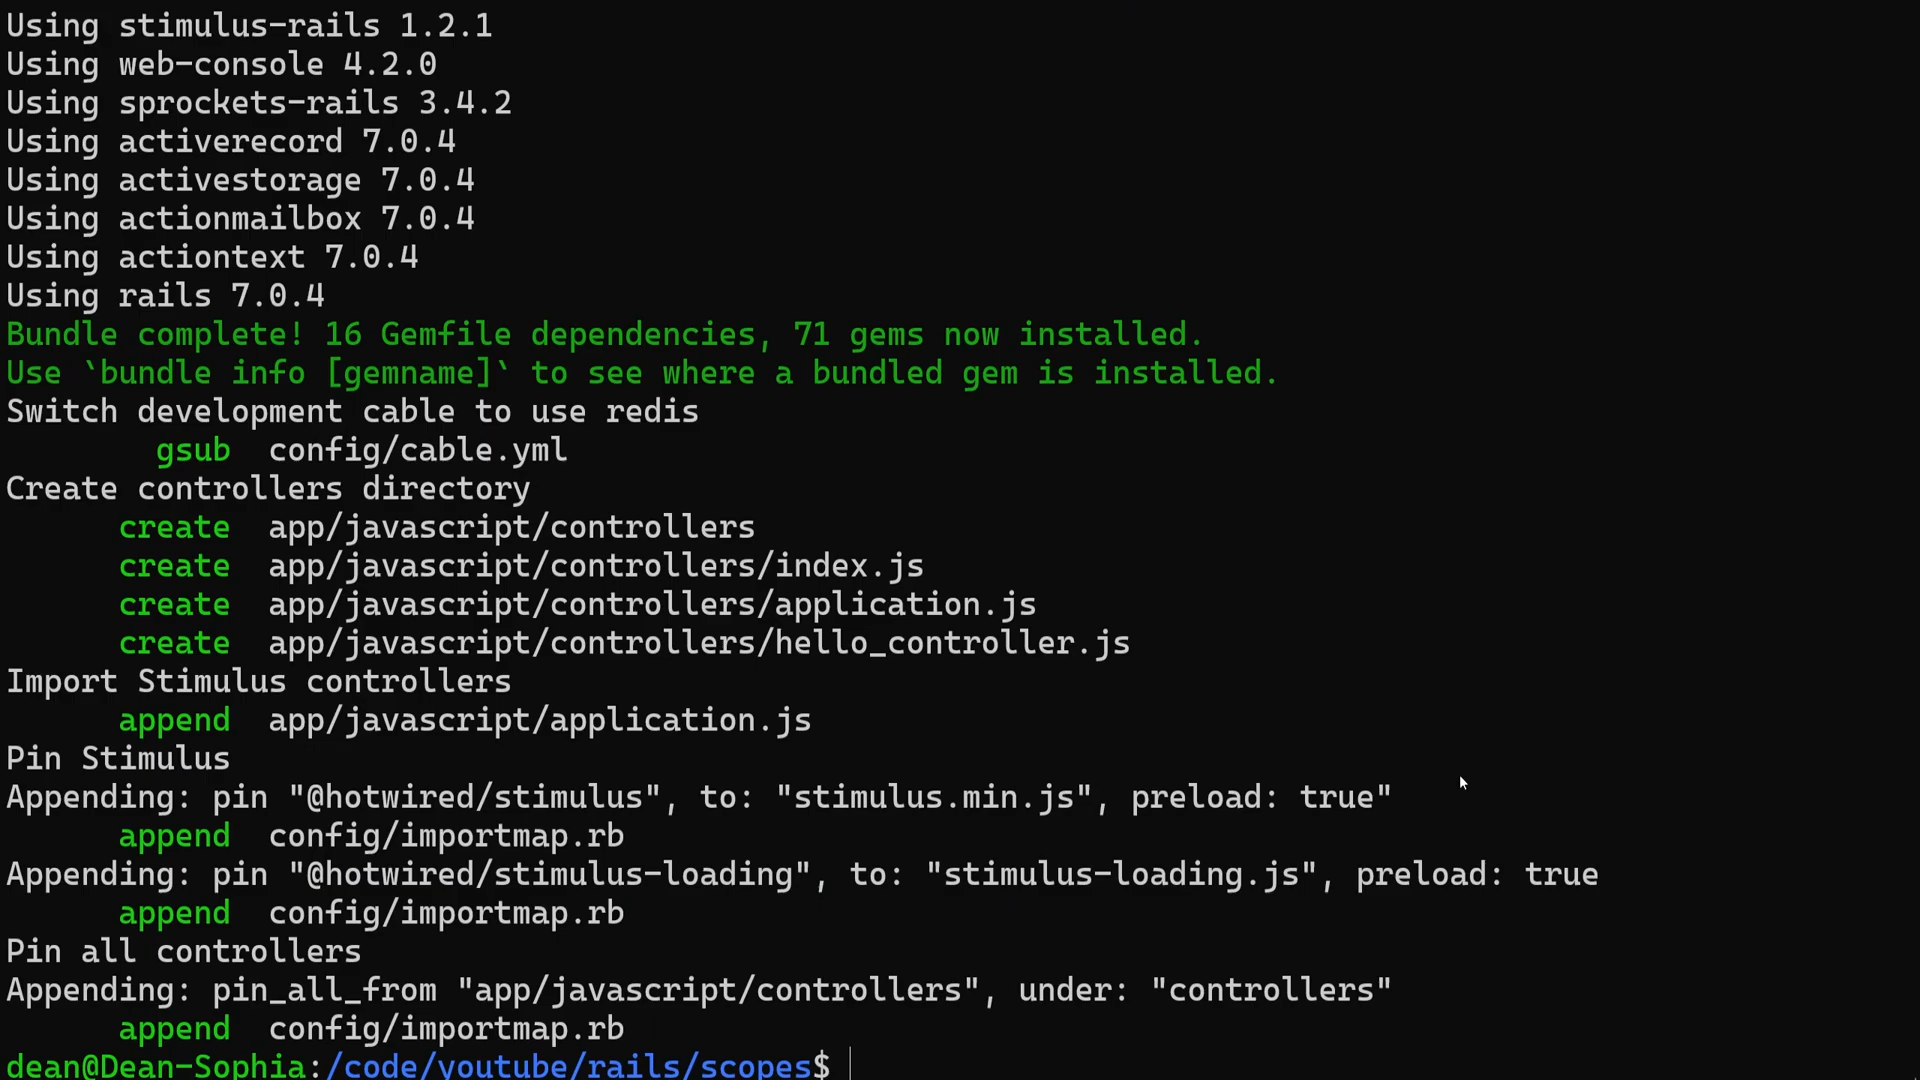 Using stimulus-rails 1.2.1
Using web-console 4.2.0
Using sprockets-rails 3.4.2
Using activerecord 7.0.4
Using activestorage 7.0.4
Using actionmailbox 7.0.4
Using actiontext 7.0.4
Using rails 7.0.4
Bundle complete! 16 Gemfile dependencies, 71 gems now installed.
Use `bundle info [gemname]` to see where a bundled gem is installed.
Switch development cable to use redis
gsub  config/cable.yml
Create controllers directory
create  app/javascript/controllers
create  app/javascript/controllers/index.js
create  app/javascript/controllers/application.js
create  app/javascript/controllers/hello_controller.js
Import Stimulus controllers
append  app/javascript/application.js
Pin Stimulus
Appending: pin "@hotwired/stimulus", to: "stimulus.min.js", preload: true"
append  config/importmap.rb
Appending: pin "@hotwired/stimulus-loading", to: "stimulus-loading.js", preload: true
append  config/importmap.rb
Pin all controllers
Appending: pin_all_from "app/javascript/controllers", under: "controllers"
append  config/importmap.rb
dean@Dean-Sophia:/code/youtube/rails/scopes$